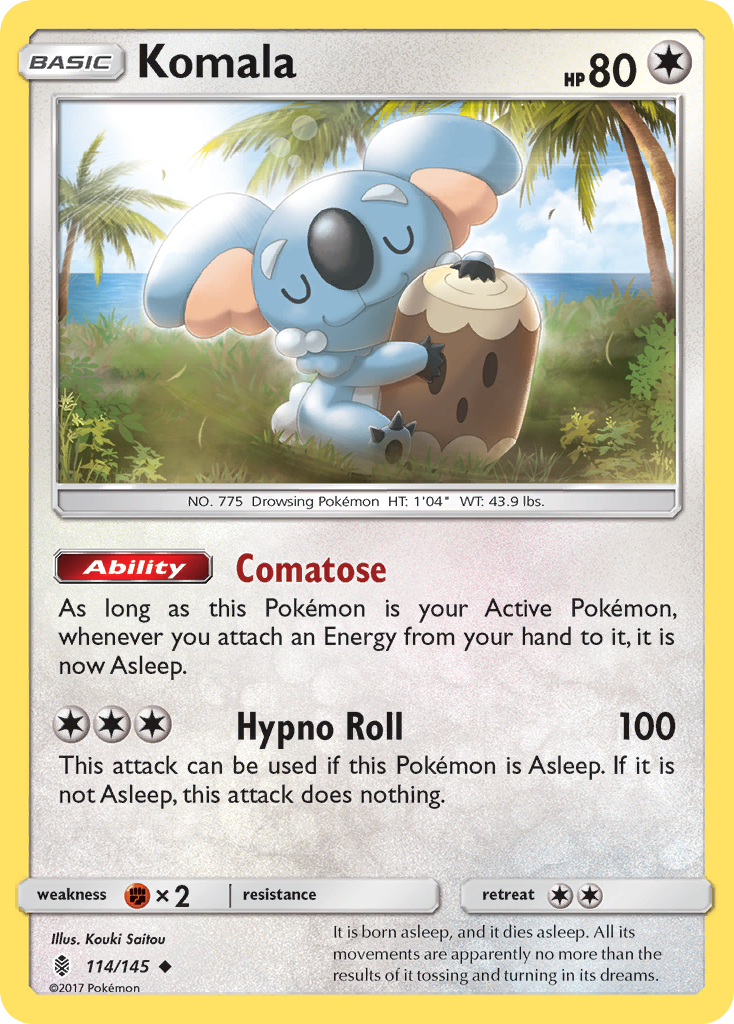 BASIC Komala HP 80
NO. 775 Drowsing Pokémon HT: 1'04" WT: 43.9 lbs.
Ability Comatose
As long as this Pokémon is your Active Pokémon,
whenever you attach an Energy from your hand to it, it is
now Asleep.
Hypno Roll 100
This attack can be used if this Pokémon is Asleep. If it is
not Asleep, this attack does nothing.
weakness × 2 resistance retreat
Illus. Kouki Saitou
114/145
©2017 Pokémon
It is born asleep, and it dies asleep. All its
movements are apparently no more than the
results of it tossing and turning in its dreams.